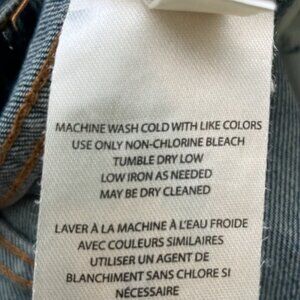 MACHINE WASH COLD WITH LIKE COLORS
USE ONLY NON-CHLORINE BLEACH
TUMBLE DRY LOW
LOW IRON AS NEEDED
MAY BE DRY CLEANED
LAVER À LA MACHINE À L'EAU FROIDE
AVEC COULEURS SIMILAIRES
UTILISER UN AGENT DE
BLANCHIMENT SANS CHLORE SI
NÉCESSAIRE